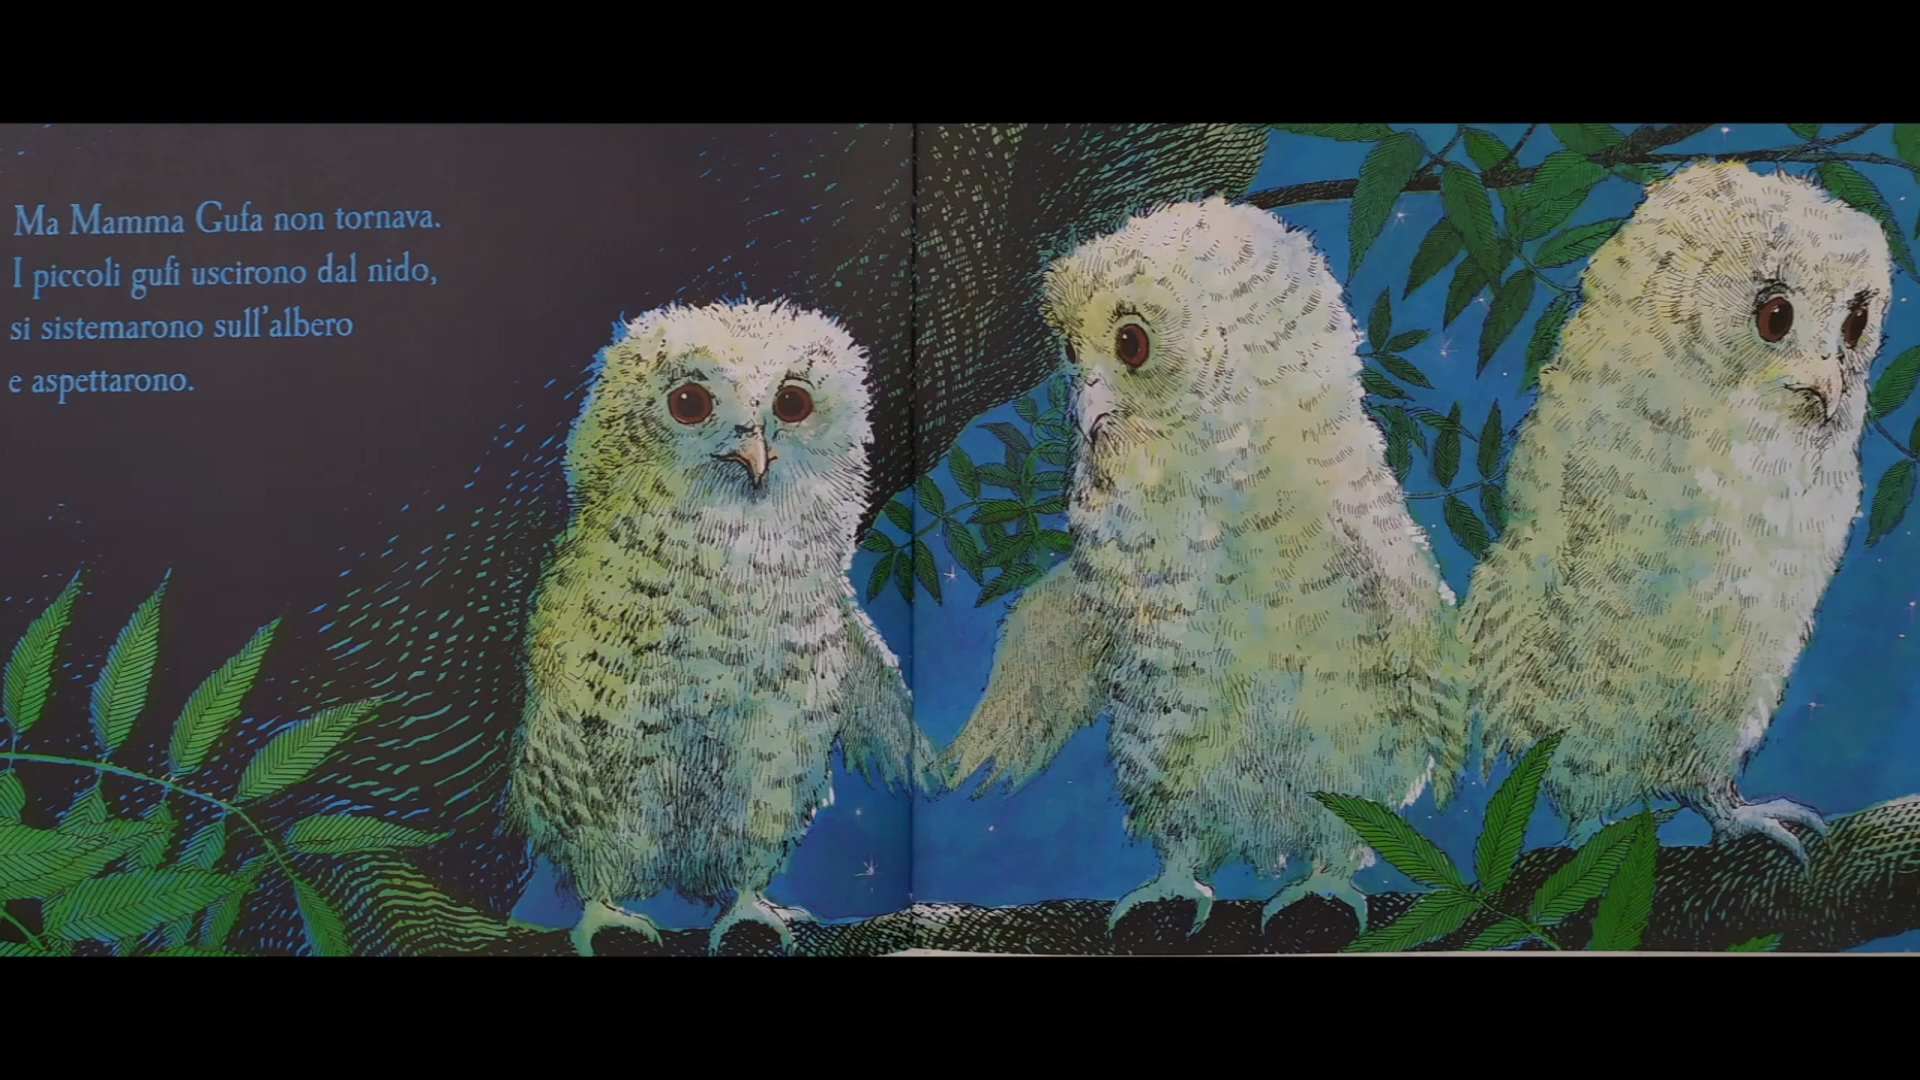 Ma Mamma Gufa non tornava.
I piccoli gufi uscirono dal nido,
si sistemarono sull'albero
e aspettarono.